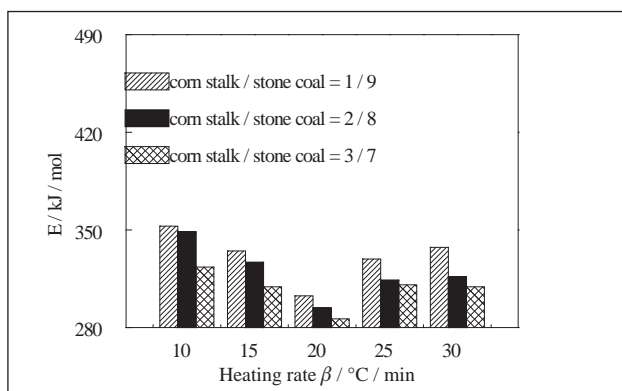 490
corn stalk / stone coal = 1 / 9
420
corn stalk / stone coal = 2 / 8
corn stalk / stone coal = 3 / 7
350
280
E / kJ / mol
10 15 20 25 30
Heating rate β / °C / min